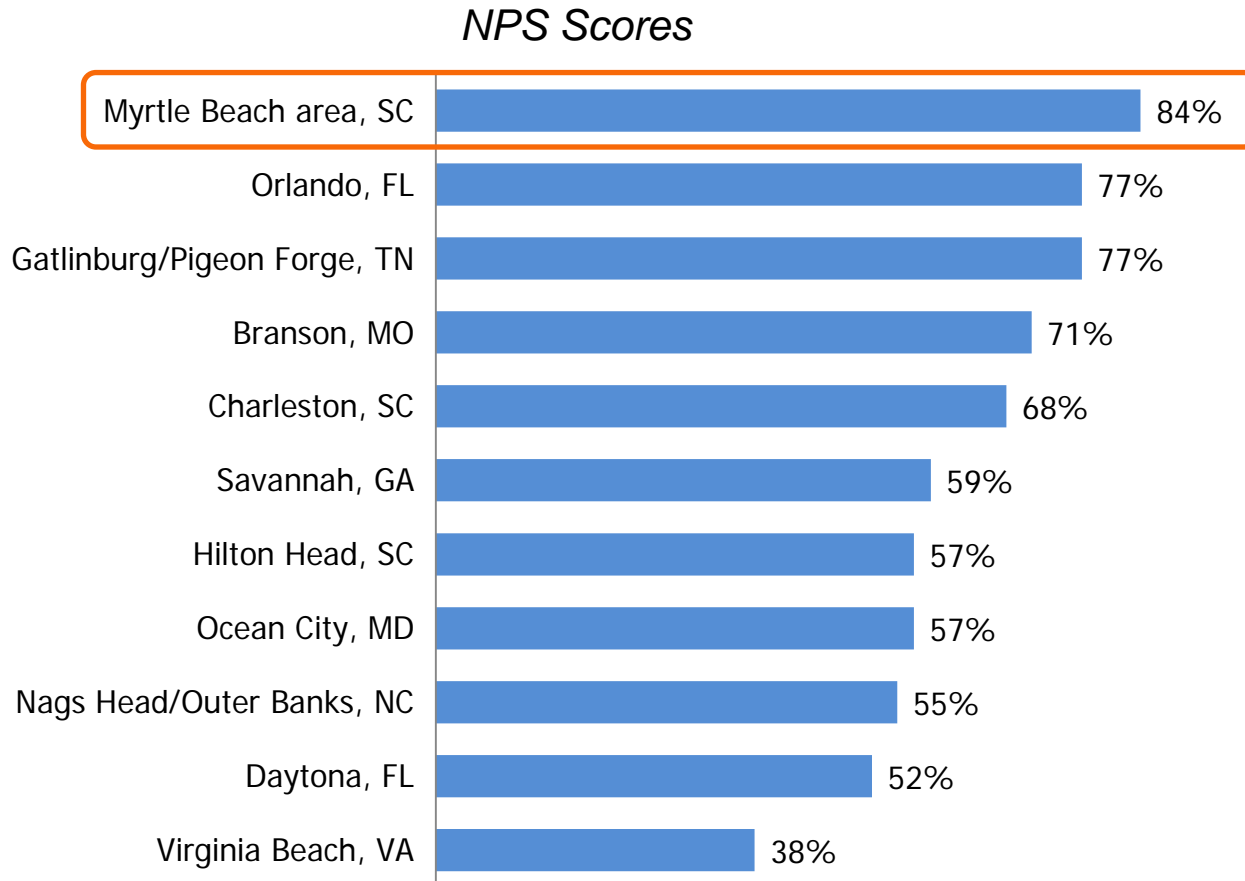 NPS Scores
Myrtle Beach area, SC 84%
Orlando, FL 77%
Gatlinburg/Pigeon Forge, TN 77%
Branson, MO 71%
Charleston, SC 68%
Savannah, GA 59%
Hilton Head, SC 57%
Ocean City, MD 57%
Nags Head/Outer Banks, NC 55%
Daytona, FL 52%
Virginia Beach, VA 38%